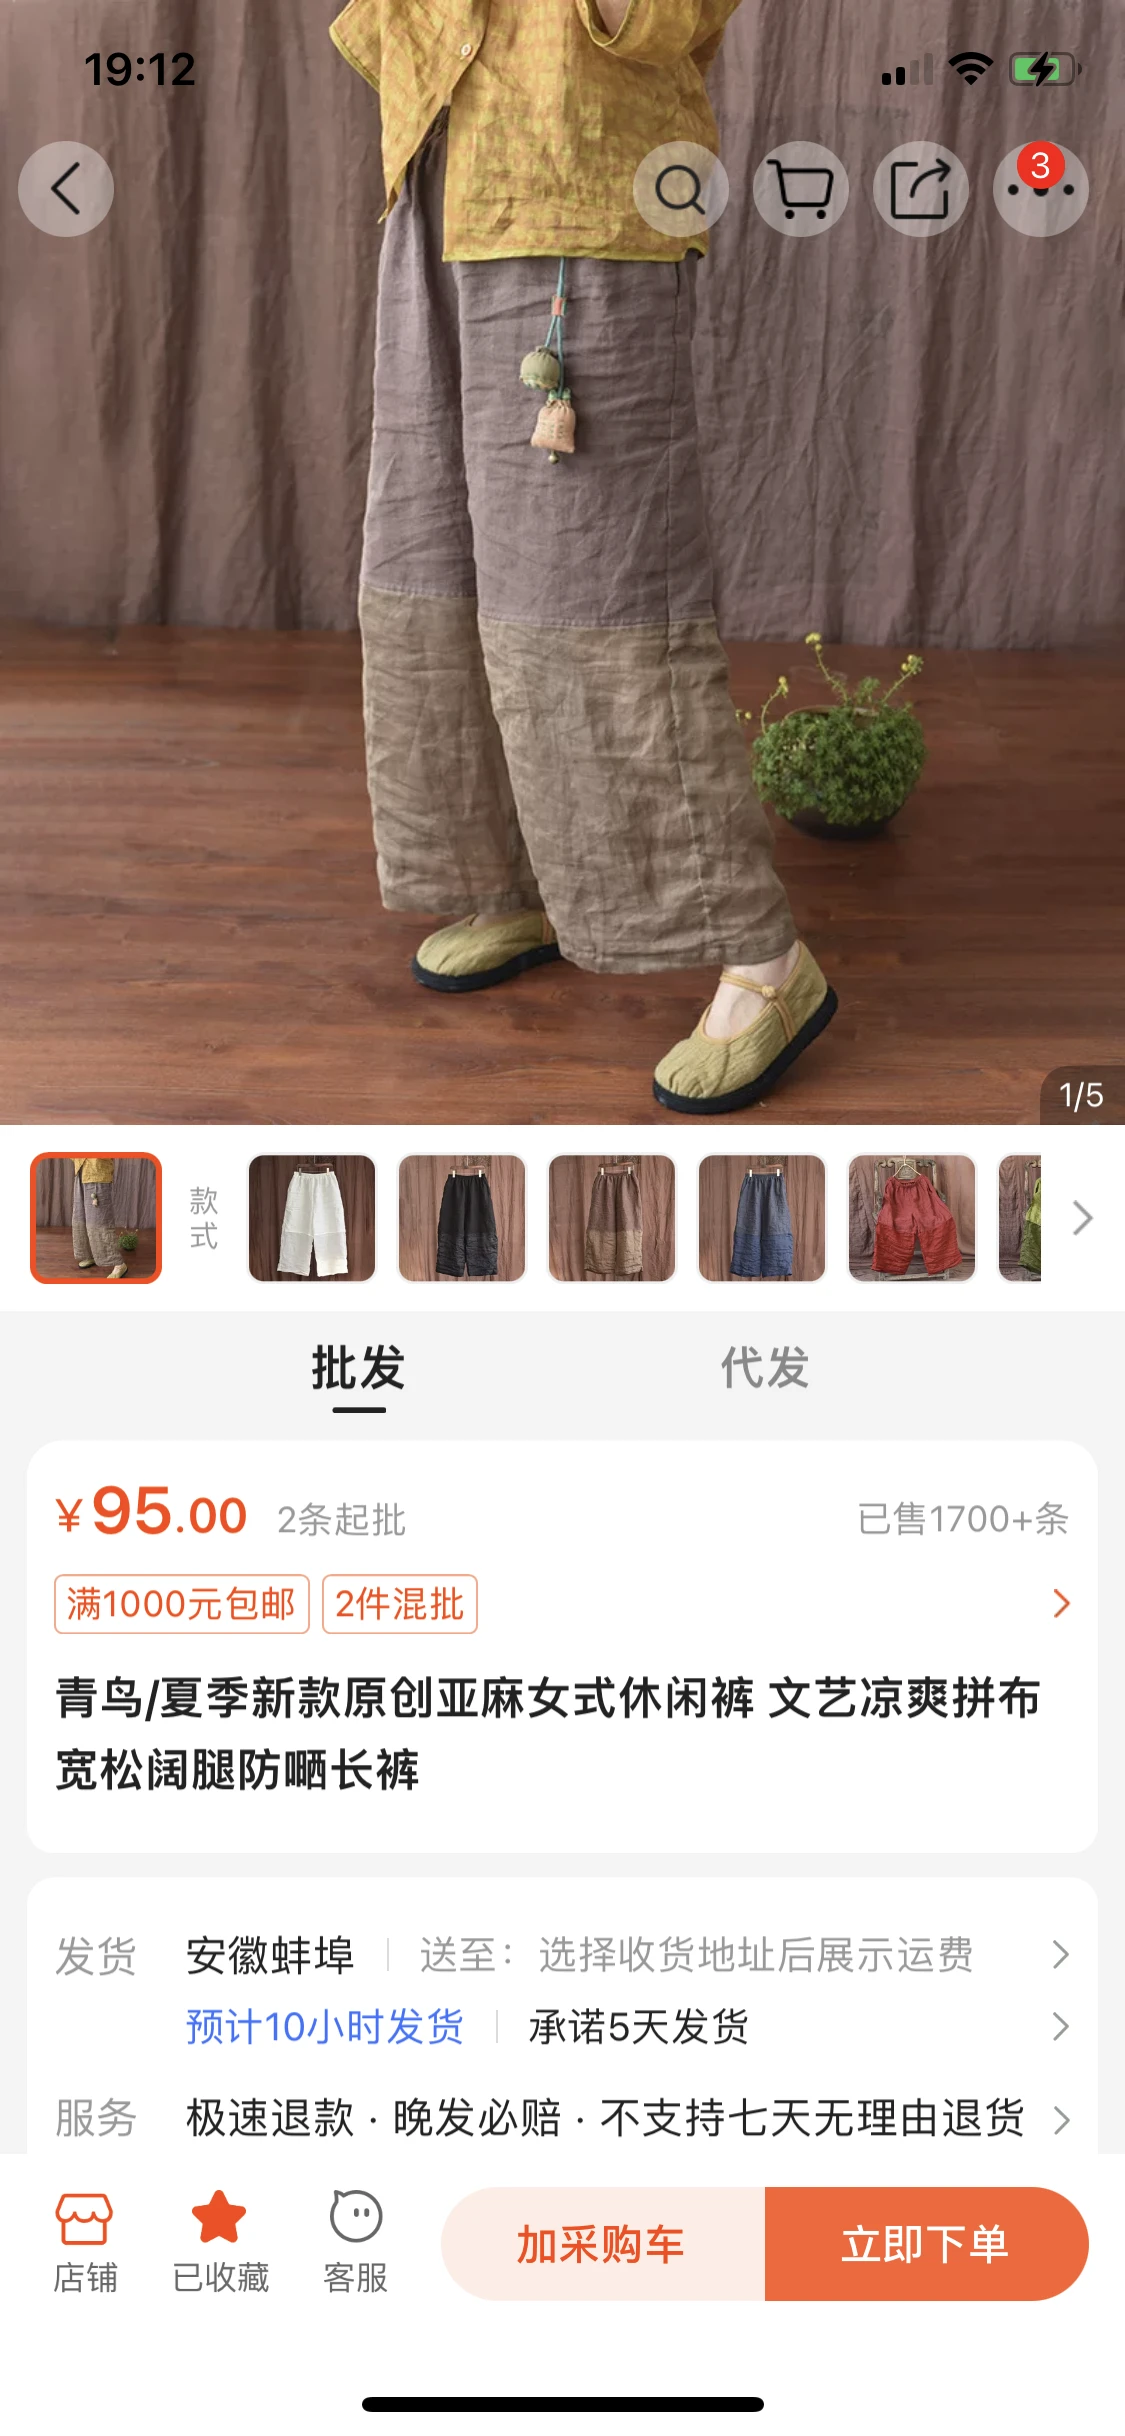 19:12
3
1/5
款式
批发
代发
¥95.00 2条起批 已售1700+条
满1000元包邮 2件混批
青鸟/夏季新款原创亚麻女式休闲裤 文艺凉爽拼布
宽松阔腿防嗮长裤
发货 安徽蚌埠 送至：选择收货地址后展示运费
预计10小时发货 承诺5天发货
服务 极速退款 · 晚发必赔 · 不支持七天无理由退货
店铺 已收藏 客服 加采购车 立即下单